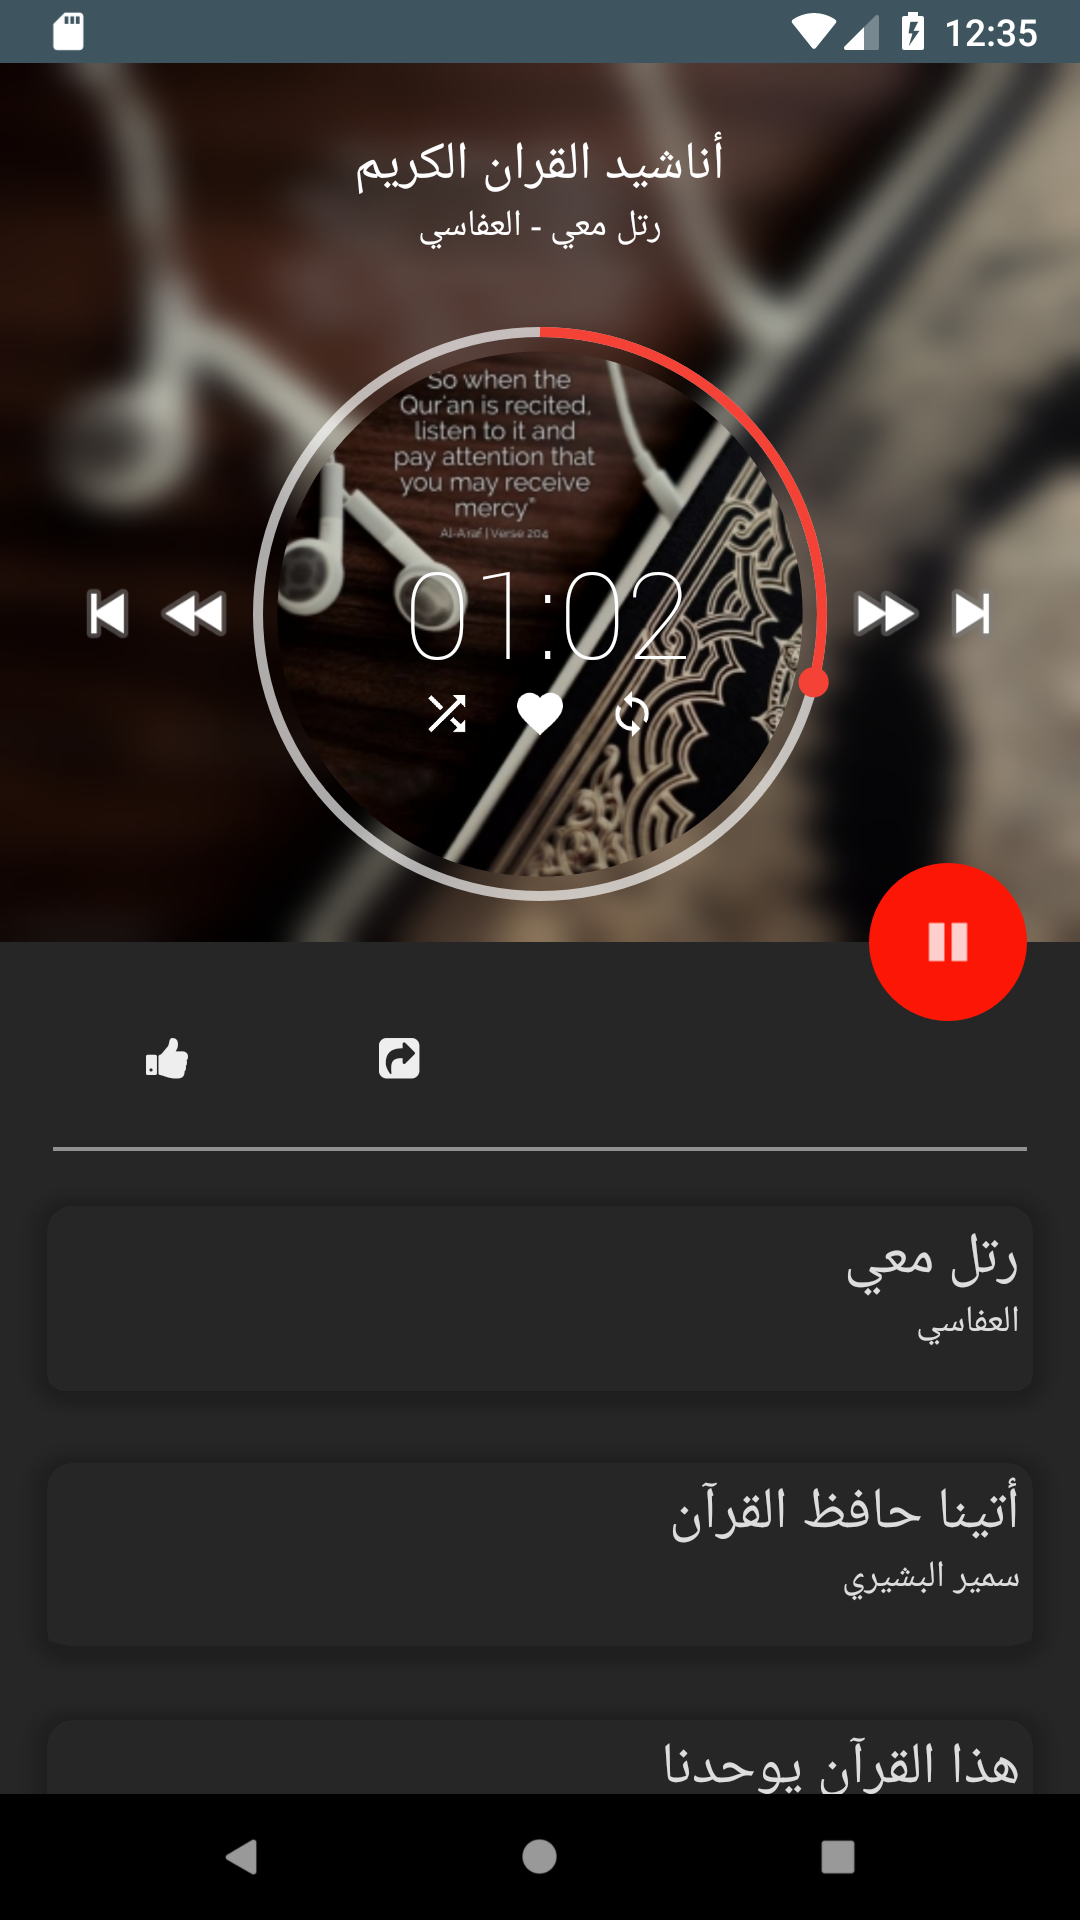 12:35
أناشيد القران الكريم
رتل معي - العفاسي
So when the
Qur'an is recited,
listen to it and
pay attention that
you may receive
mercy"
Al-A'raf | Verse 204
01:02
رتل معي
العفاسي
أتينا حافظ القرآن
سمير البشيري
هذا القرآن يوحدنا